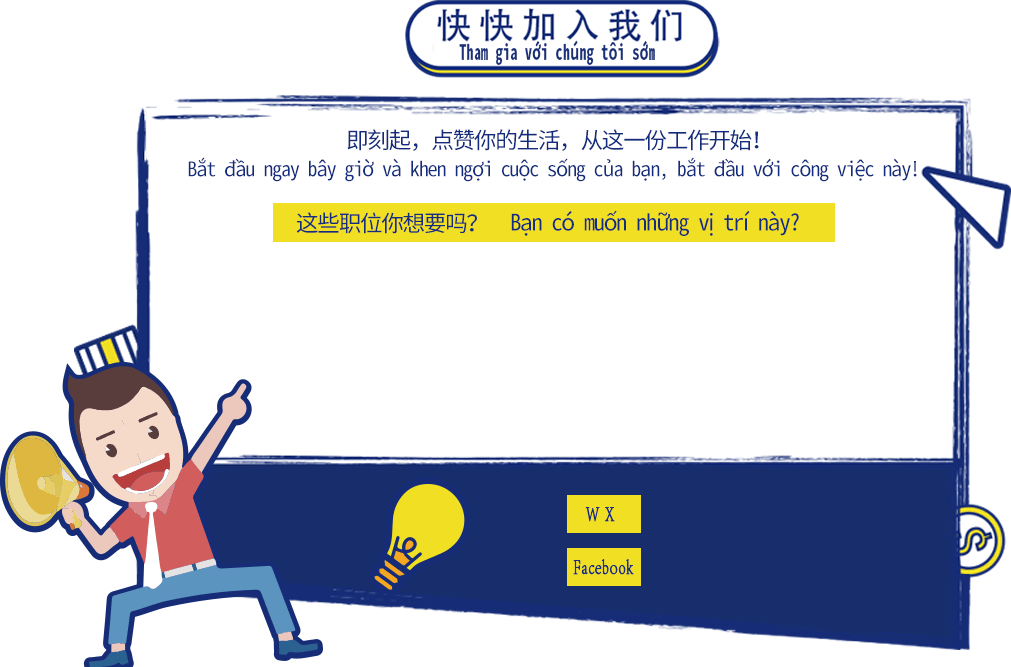 快快加入我们
Tham gia với chúng tôi sớm
即刻起，点赞你的生活，从这一份工作开始！
Bắt đầu ngay bây giờ và khen ngợi cuộc sống của bạn, bắt đầu với công việc này!
这些职位你想要吗？ Bạn có muốn những vị trí này?
W X
Facebook